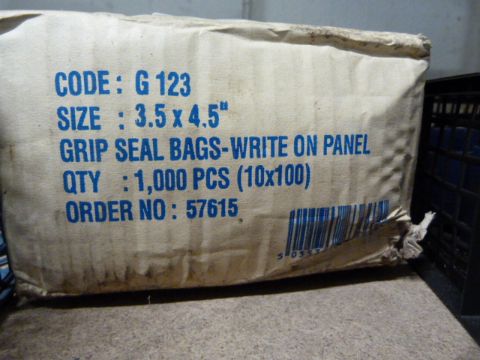 CODE : G 123
SIZE : 3.5 x 4.5"
GRIP SEAL BAGS-WRITE ON PANEL
QTY : 1,000 PCS (10x100)
ORDER NO : 57615